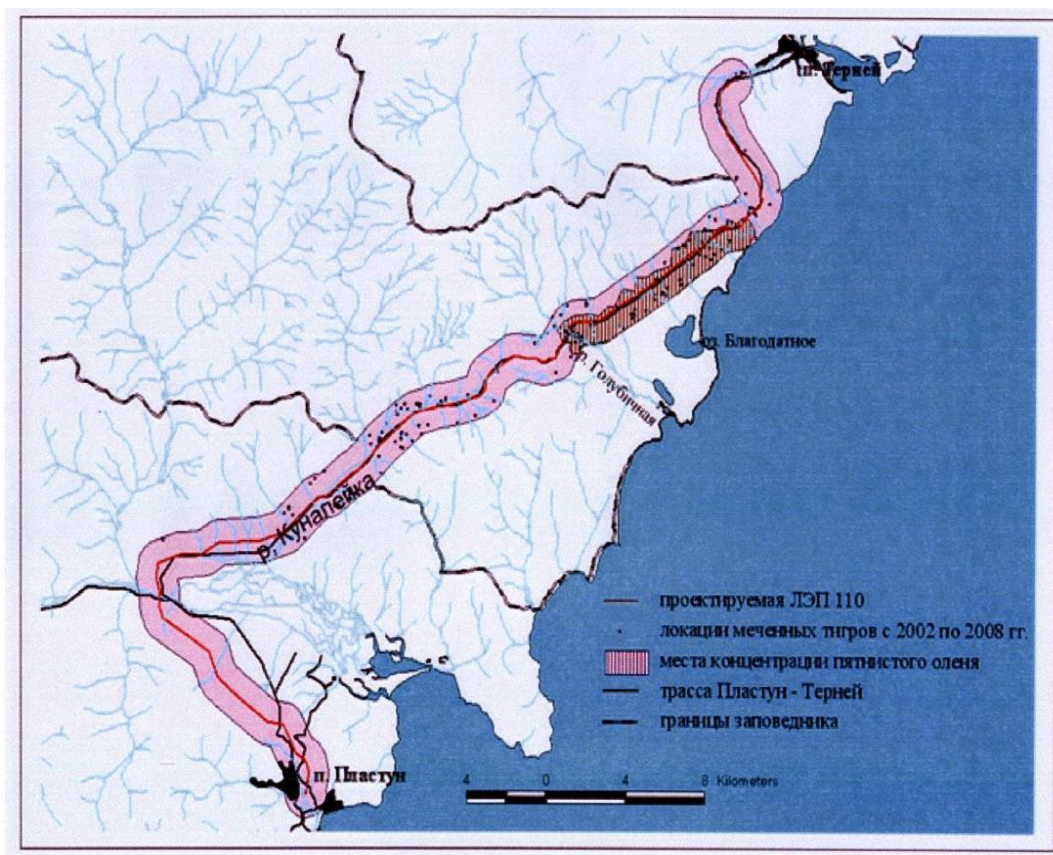 п. Терней
оз. Благодатное
р. Голубичная
р. Кунапейка
проектируемая ЛЭП 110
локации меченных тигров с 2002 по 2008 гг.
места концентрации пятнистого оленя
трасса Пластун - Терней
границы заповедника
п. Пластун
4 0 4 8 Kilometers